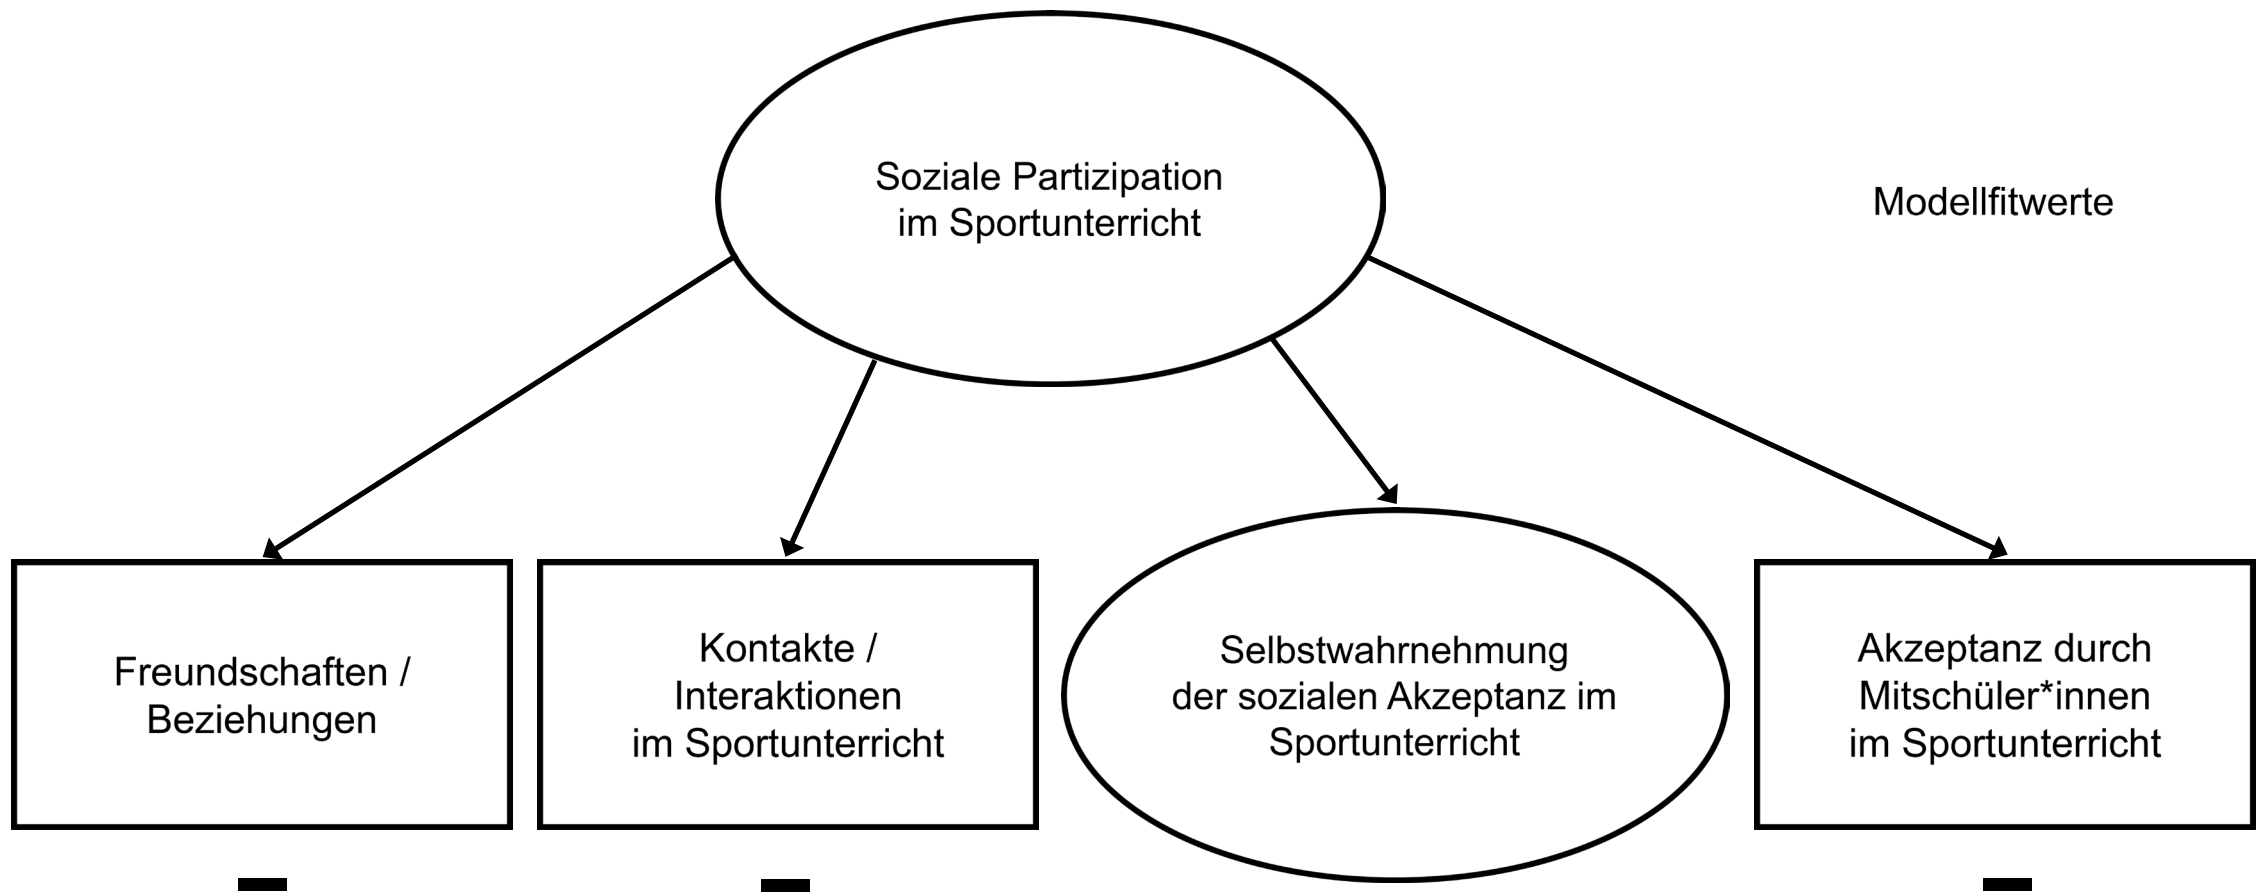 Soziale Partizipation
im Sportunterricht
Modellfitwerte
Freundschaften /
Beziehungen
Kontakte /
Interaktionen
im Sportunterricht
Selbstwahrnehmung
der sozialen Akzeptanz im
Sportunterricht
Akzeptanz durch
Mitschüler*innen
im Sportunterricht